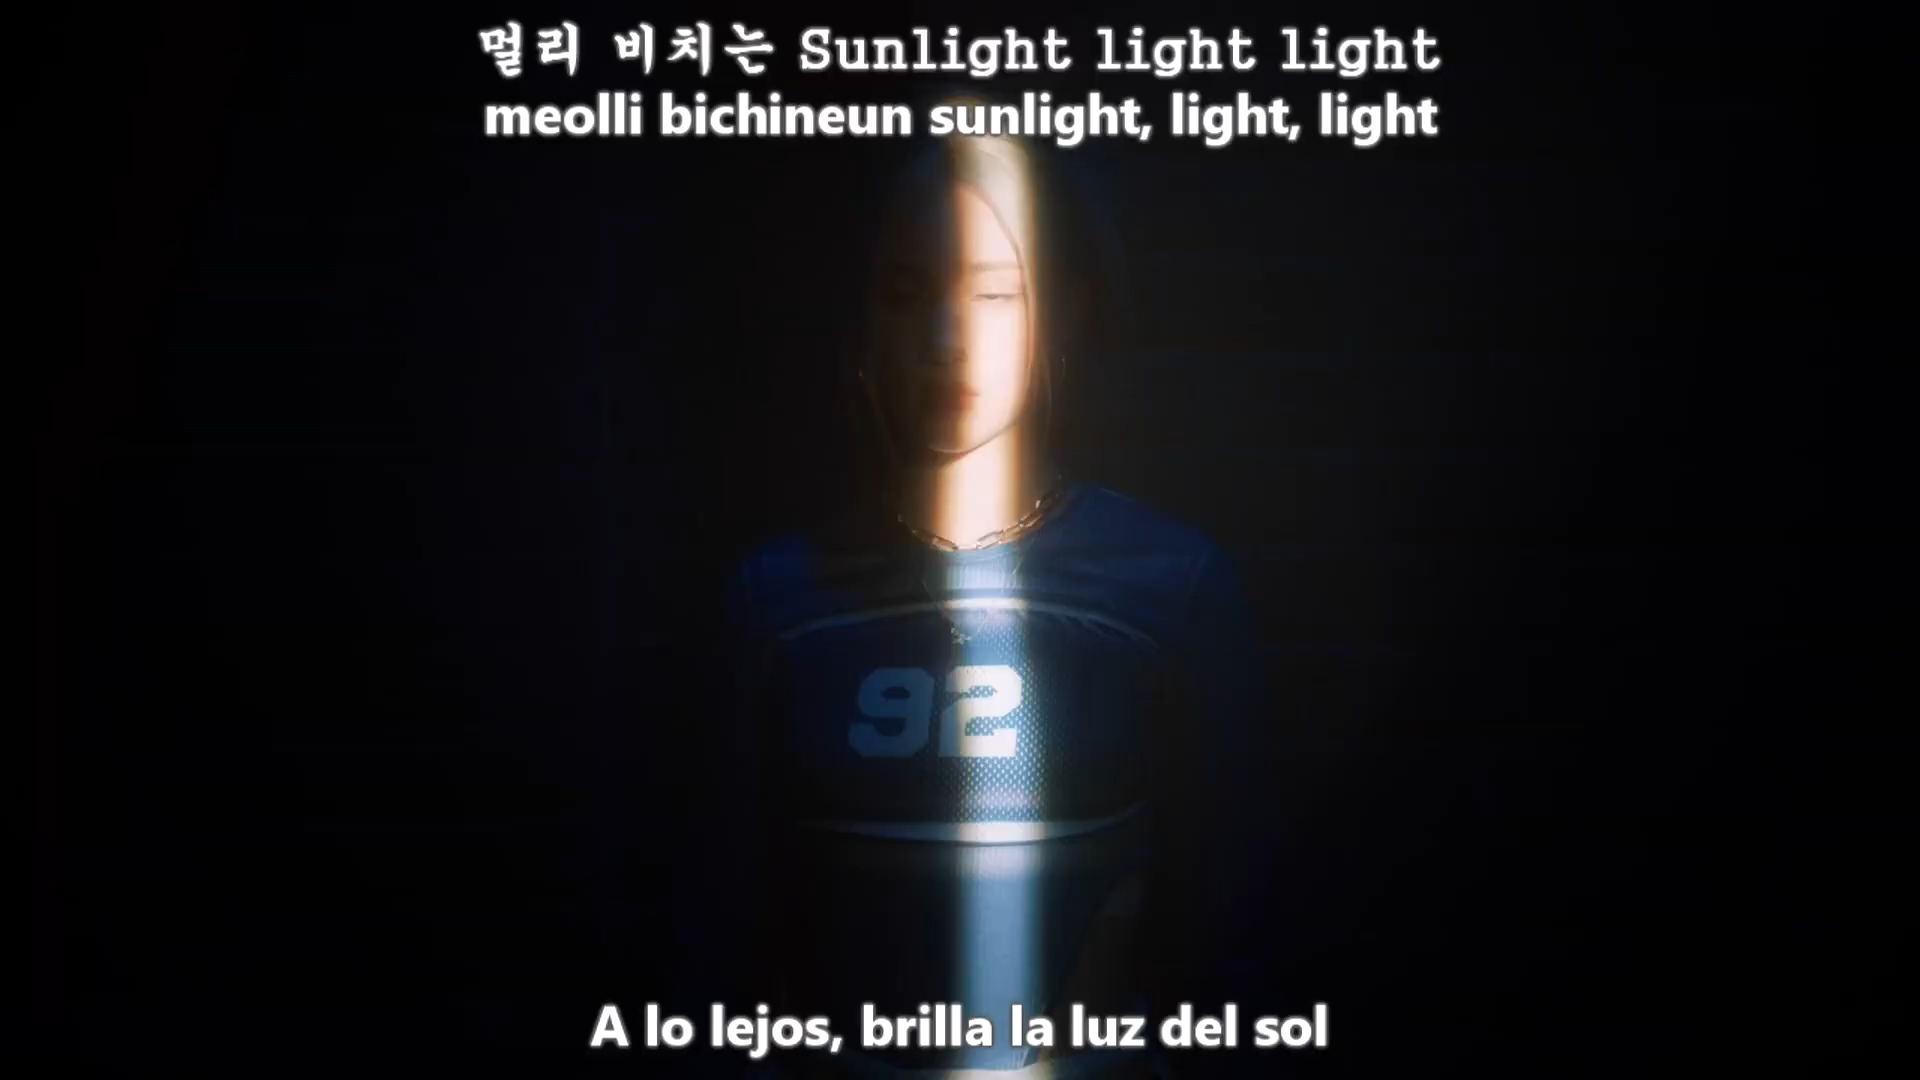 멀리 비치는 Sunlight light light
meolli bichineun sunlight, light, light
92
A lo lejos, brilla la luz del sol